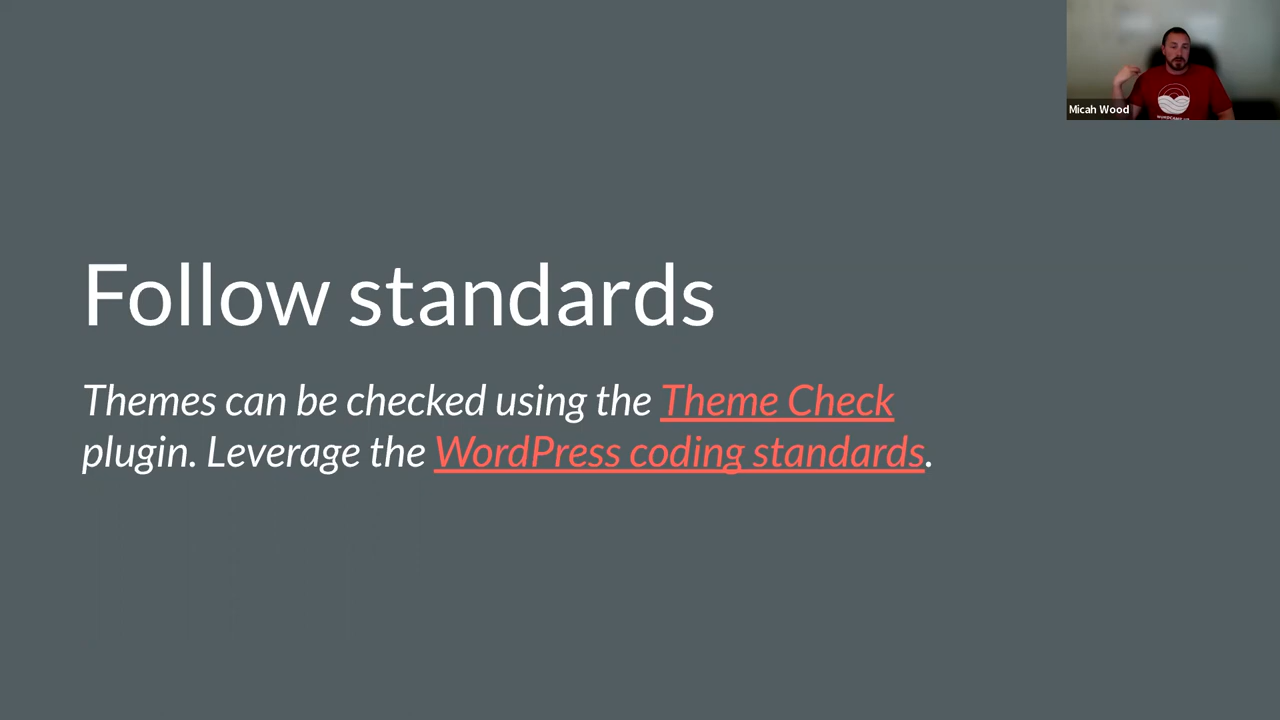 Micah Wood
Follow standards
Themes can be checked using the Theme Check
plugin. Leverage the WordPress coding standards.